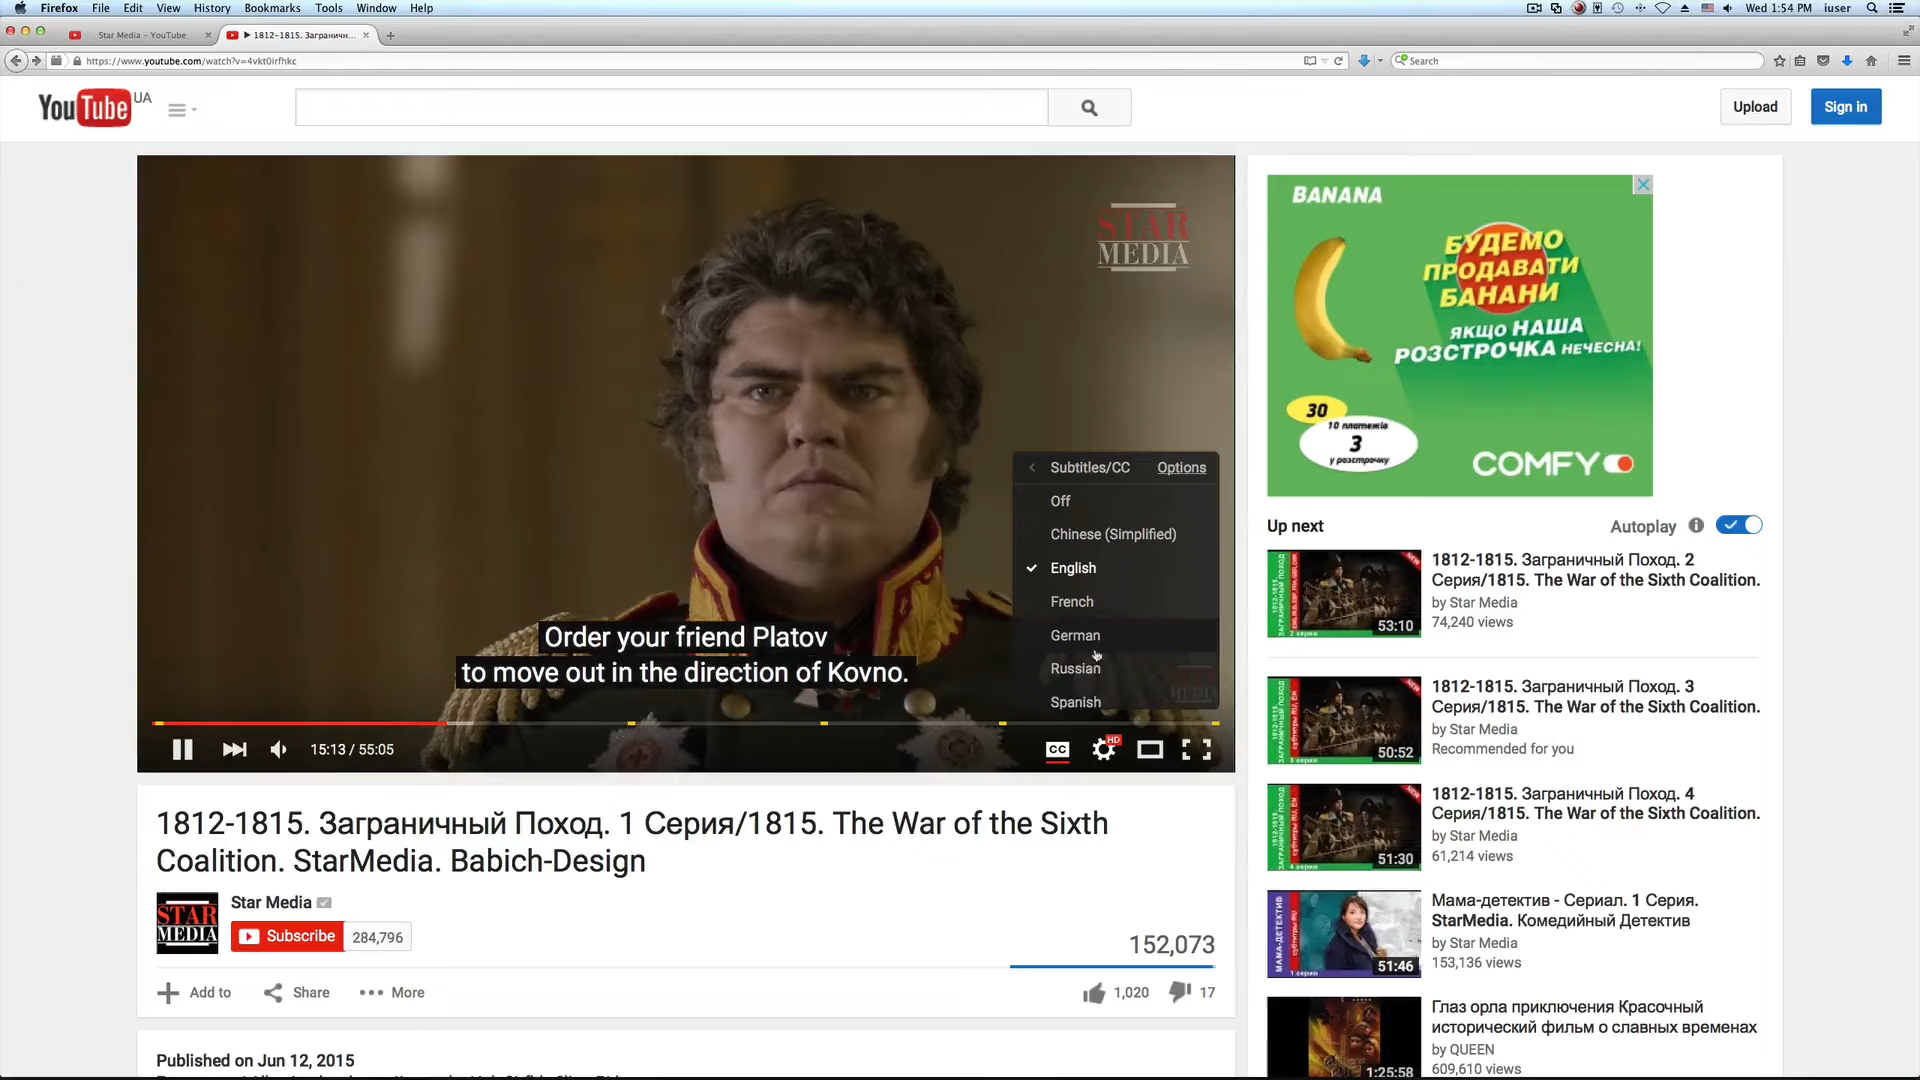 Firefox File Edit View History Bookmarks Tools Window Help
Wed 1:54 PM iuser
Star Media - YouTube
1812-1815. Заграничн...
https://www.youtube.com/watch?v=4vkt0irfhkc
Search
YouTube UA
Upload
Sign in
STAR
MEDIA
Subtitles/CC Options
Off
Chinese (Simplified)
English
French
German
Russian
Spanish
Order your friend Platov
to move out in the direction of Kovno.
15:13 / 55:05
CC
HD
1812-1815. Заграничный Поход. 1 Серия/1815. The War of the Sixth
Coalition. StarMedia. Babich-Design
STAR
MEDIA
Star Media
Subscribe 284,796
152,073
Add to Share More
1,020 17
Published on Jun 12, 2015
BANANA
БУДЕМО
ПРОДАВАТИ
БАНАНИ
ЯКЩО НАША
РОЗСТРОЧКА НЕЧЕСНА!
30
10 платежів
3
у розстрочку
COMFY
Up next
Autoplay
1812-1815. Заграничный Поход. 2
Серия/1815. The War of the Sixth Coalition.
by Star Media
74,240 views
53:10
1812-1815. Заграничный Поход. 3
Серия/1815. The War of the Sixth Coalition.
by Star Media
Recommended for you
50:52
1812-1815. Заграничный Поход. 4
Серия/1815. The War of the Sixth Coalition.
by Star Media
61,214 views
51:30
Мама-детектив - Сериал. 1 Серия.
StarMedia. Комедийный Детектив
by Star Media
153,136 views
МАМА-ДЕТЕКТИВ
51:46
Глаз орла приключения Красочный
исторический фильм о славных временах
by QUEEN
609,610 views
1:25:58